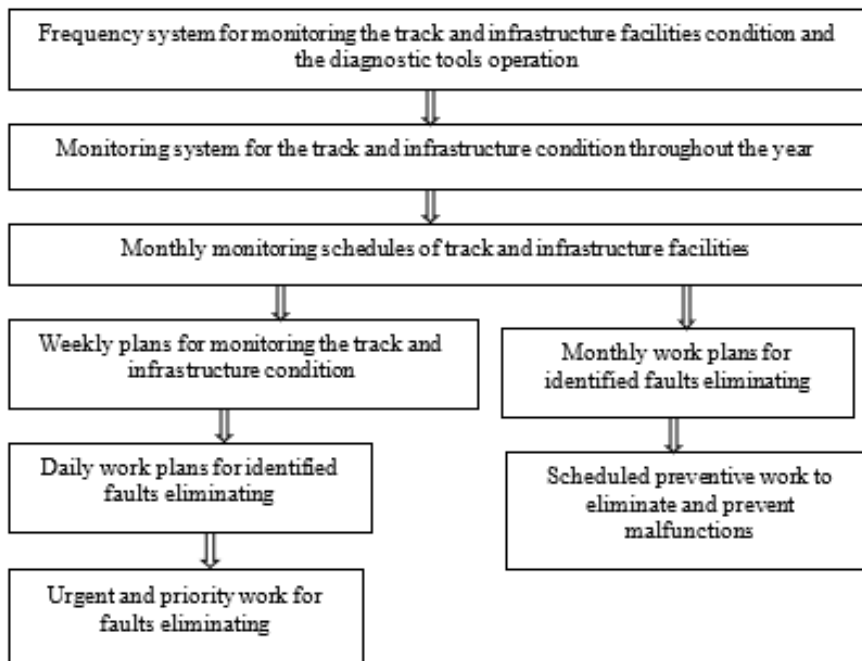 Frequency system for monitoring the track and infrastructure facilities condition and
the diagnostic tools operation
Monitoring system for the track and infrastructure condition throughout the year
Monthly monitoring schedules of track and infrastructure facilities
Weekly plans for monitoring the track and
infrastructure condition
Daily work plans for identified
faults eliminating
Urgent and priority work for
faults eliminating
Monthly work plans for
identified faults eliminating
Scheduled preventive work to
eliminate and prevent
malfunctions